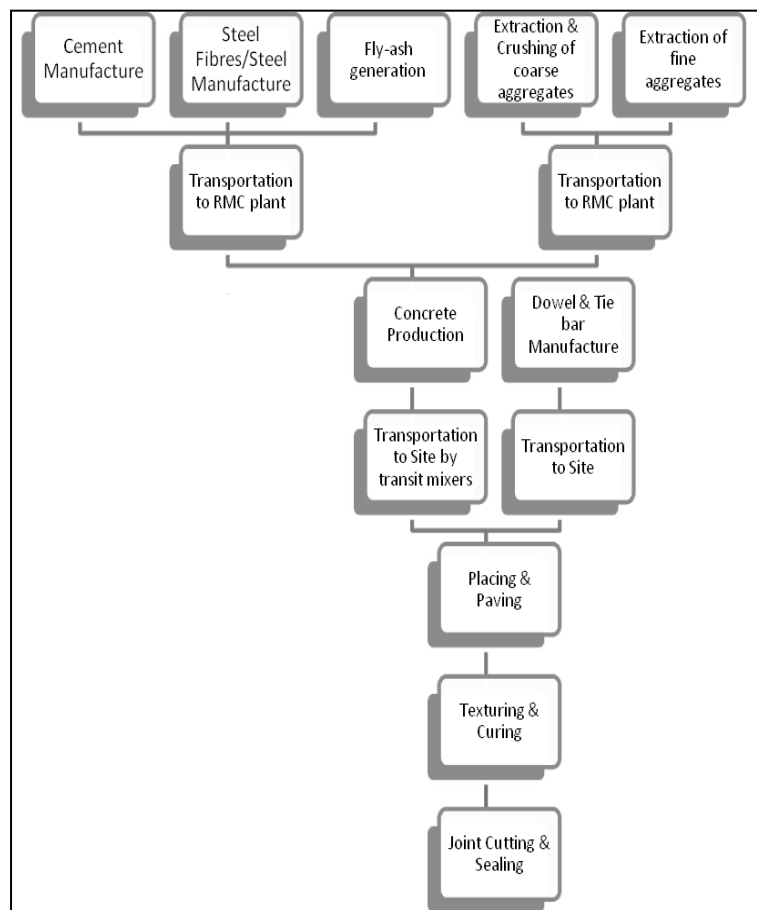 Cement
Manufacture
Steel
Fibres/Steel
Manufacture
Fly-ash
generation
Extraction &
Crushing of
coarse
aggregates
Extraction of
fine
aggregates
Transportation
to RMC plant
Transportation
to RMC plant
Concrete
Production
Dowel & Tie
bar
Manufacture
Transportation
to Site by
transit mixers
Transportation
to Site
Placing &
Paving
Texturing &
Curing
Joint Cutting &
Sealing